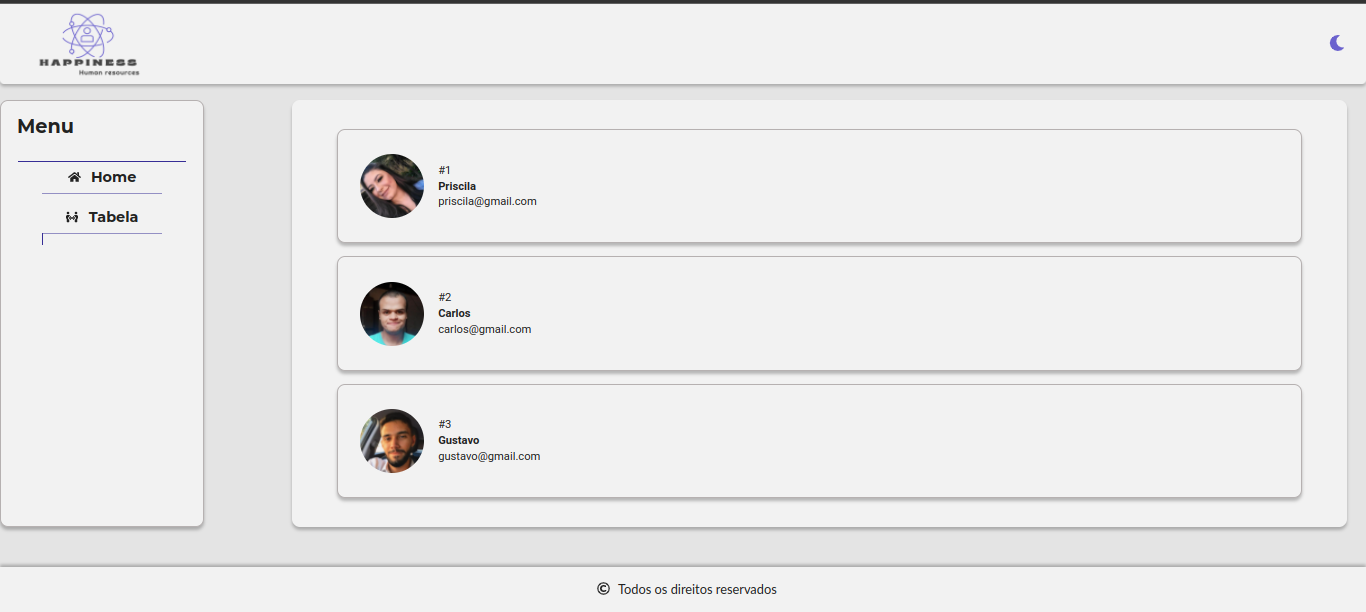 HAPPINESS
Human resources
Menu
Home
Tabela
#1
Priscila
priscila@gmail.com
#2
Carlos
carlos@gmail.com
#3
Gustavo
gustavo@gmail.com
© Todos os direitos reservados